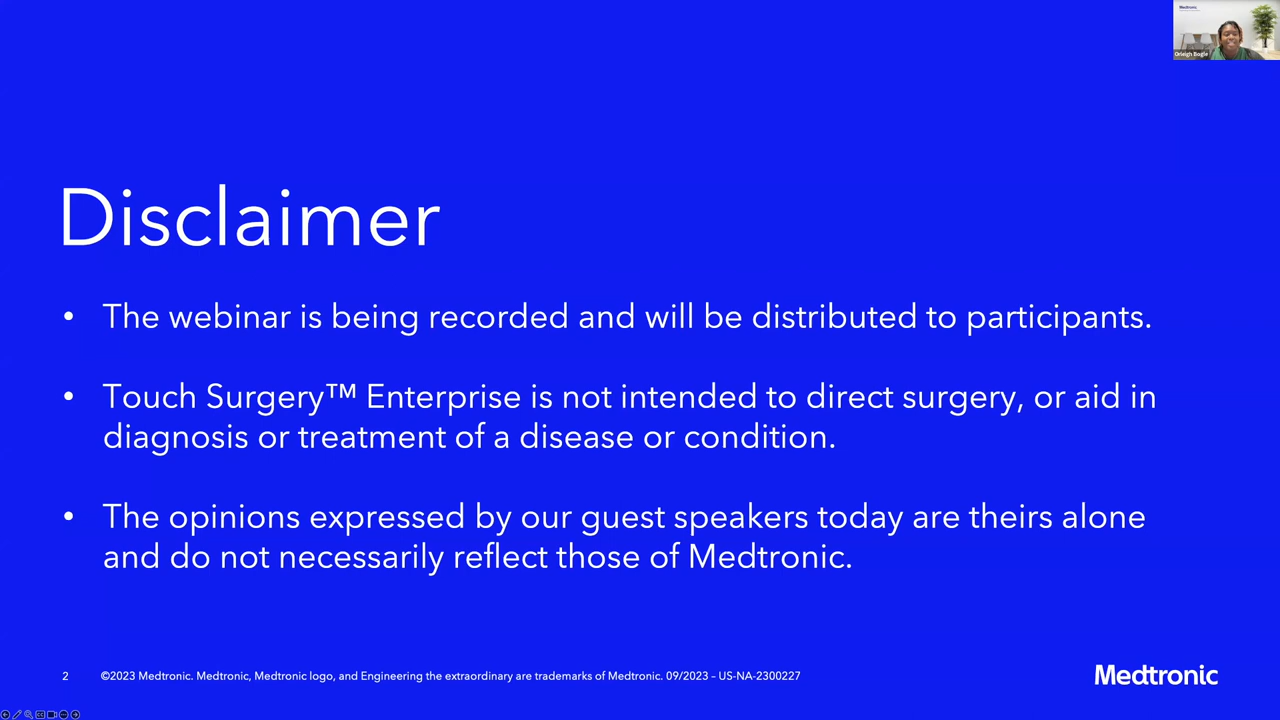 Medtronic
Orleigh Bogle
Disclaimer
• The webinar is being recorded and will be distributed to participants.
• Touch Surgery™ Enterprise is not intended to direct surgery, or aid in
diagnosis or treatment of a disease or condition.
• The opinions expressed by our guest speakers today are theirs alone
and do not necessarily reflect those of Medtronic.
2 ©2023 Medtronic. Medtronic, Medtronic logo, and Engineering the extraordinary are trademarks of Medtronic. 09/2023 – US-NA-2300227
Medtronic